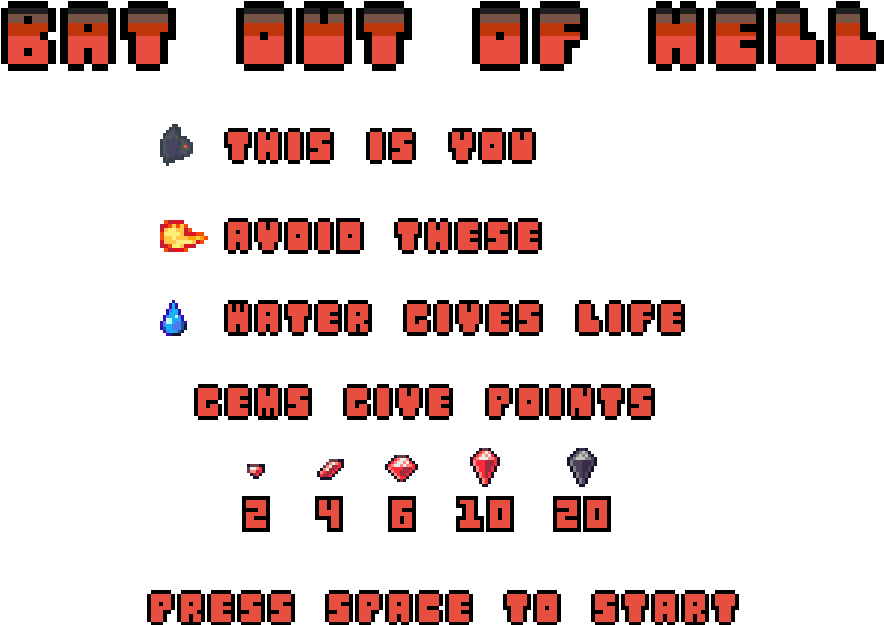 BAT OUT OF HELL
THIS IS YOU
AVOID THESE
WATER GIVES LIFE
GEMS GIVE POINTS
2 4 6 10 20
PRESS SPACE TO START